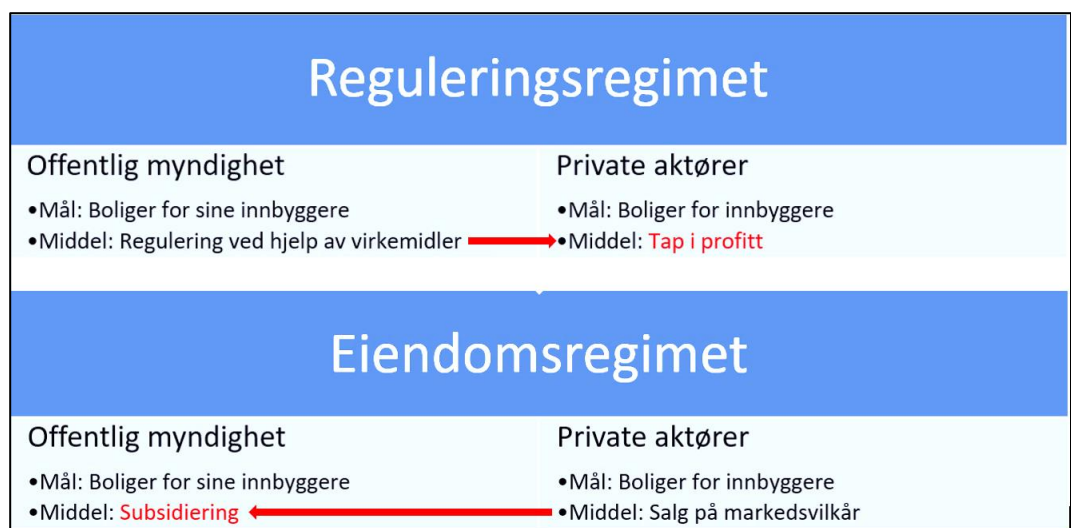 Reguleringsregimet
Offentlig myndighet
•Mål: Boliger for sine innbyggere
•Middel: Regulering ved hjelp av virkemidler
Private aktører
•Mål: Boliger for innbyggere
•Middel: Tap i profitt
Eiendomsregimet
Offentlig myndighet
•Mål: Boliger for sine innbyggere
•Middel: Subsidiering
Private aktører
•Mål: Boliger for innbyggere
•Middel: Salg på markedsvilkår